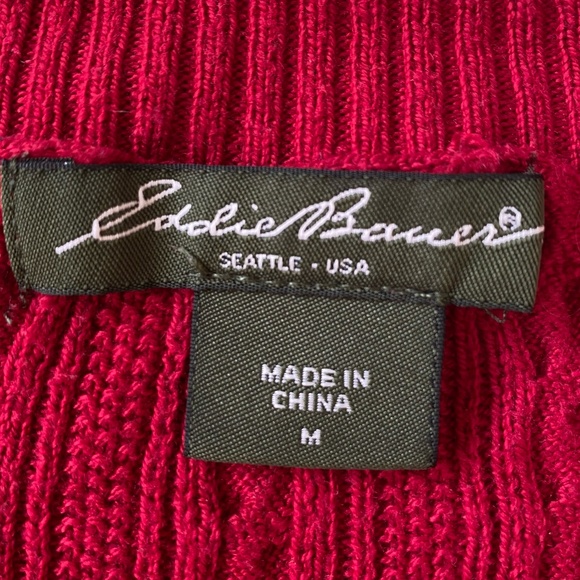 Eddie Bauer®
SEATTLE · USA
MADE IN
CHINA
M